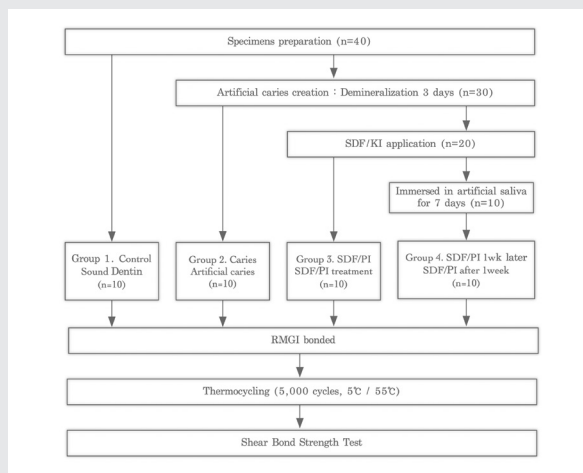 Specimens preparation (n=40)
Artificial caries creation : Demineralization 3 days (n=30)
SDF/KI application (n=20)
Immersed in artificial saliva
for 7 days (n=10)
Group 1. Control
Sound Dentin
(n=10)
Group 2. Caries
Artificial caries
(n=10)
Group 3. SDF/PI
SDF/PI treatment
(n=10)
Group 4. SDF/PI 1wk later
SDF/PI after 1week
(n=10)
RMGI bonded
Thermocycling (5,000 cycles, 5℃ / 55℃)
Shear Bond Strength Test